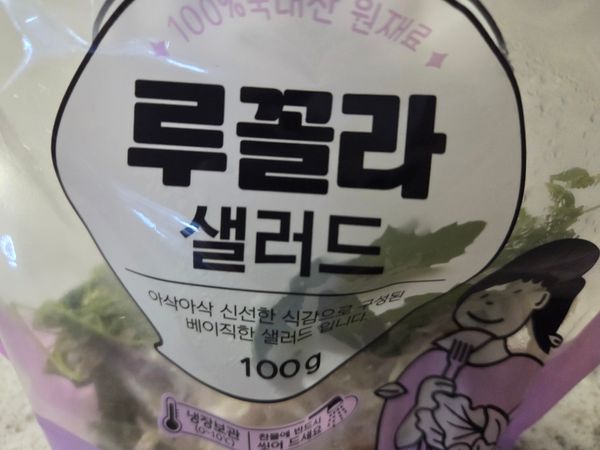 100%국내산 원재료
루꼴라
샐러드
아삭아삭 신선한 식감으로 구성된
베이직한 샐러드 입니다.
100g
냉장보관
(0~10℃)
찬물에 반드시
씻어 드세요